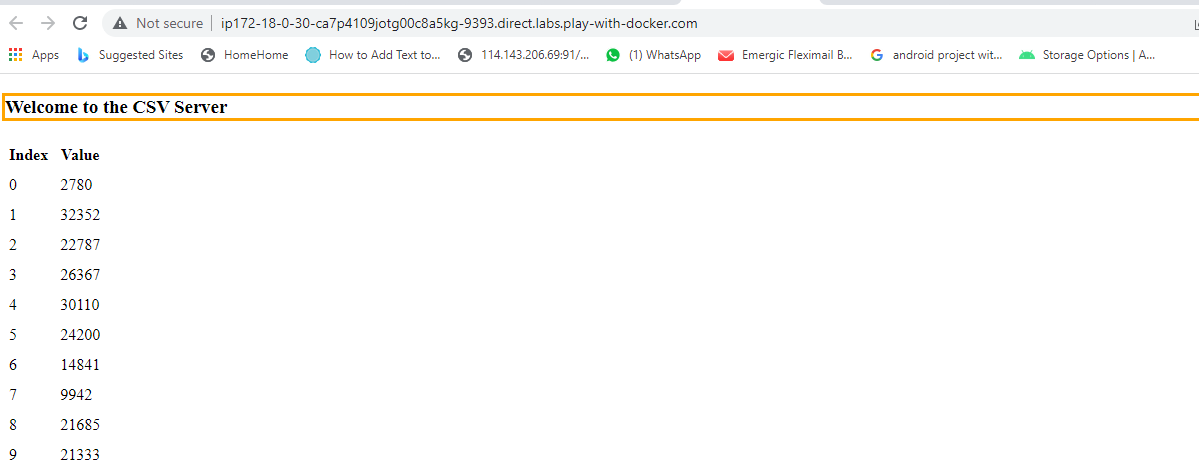 Not secure ip172-18-0-30-ca7p4109jotg00c8a5kg-9393.direct.labs.play-with-docker.com
Apps Suggested Sites HomeHome How to Add Text to... 114.143.206.69:91/... (1) WhatsApp Emergic Fleximail B... android project wit... Storage Options | A...
Welcome to the CSV Server
Index Value
0 2780
1 32352
2 22787
3 26367
4 30110
5 24200
6 14841
7 9942
8 21685
9 21333